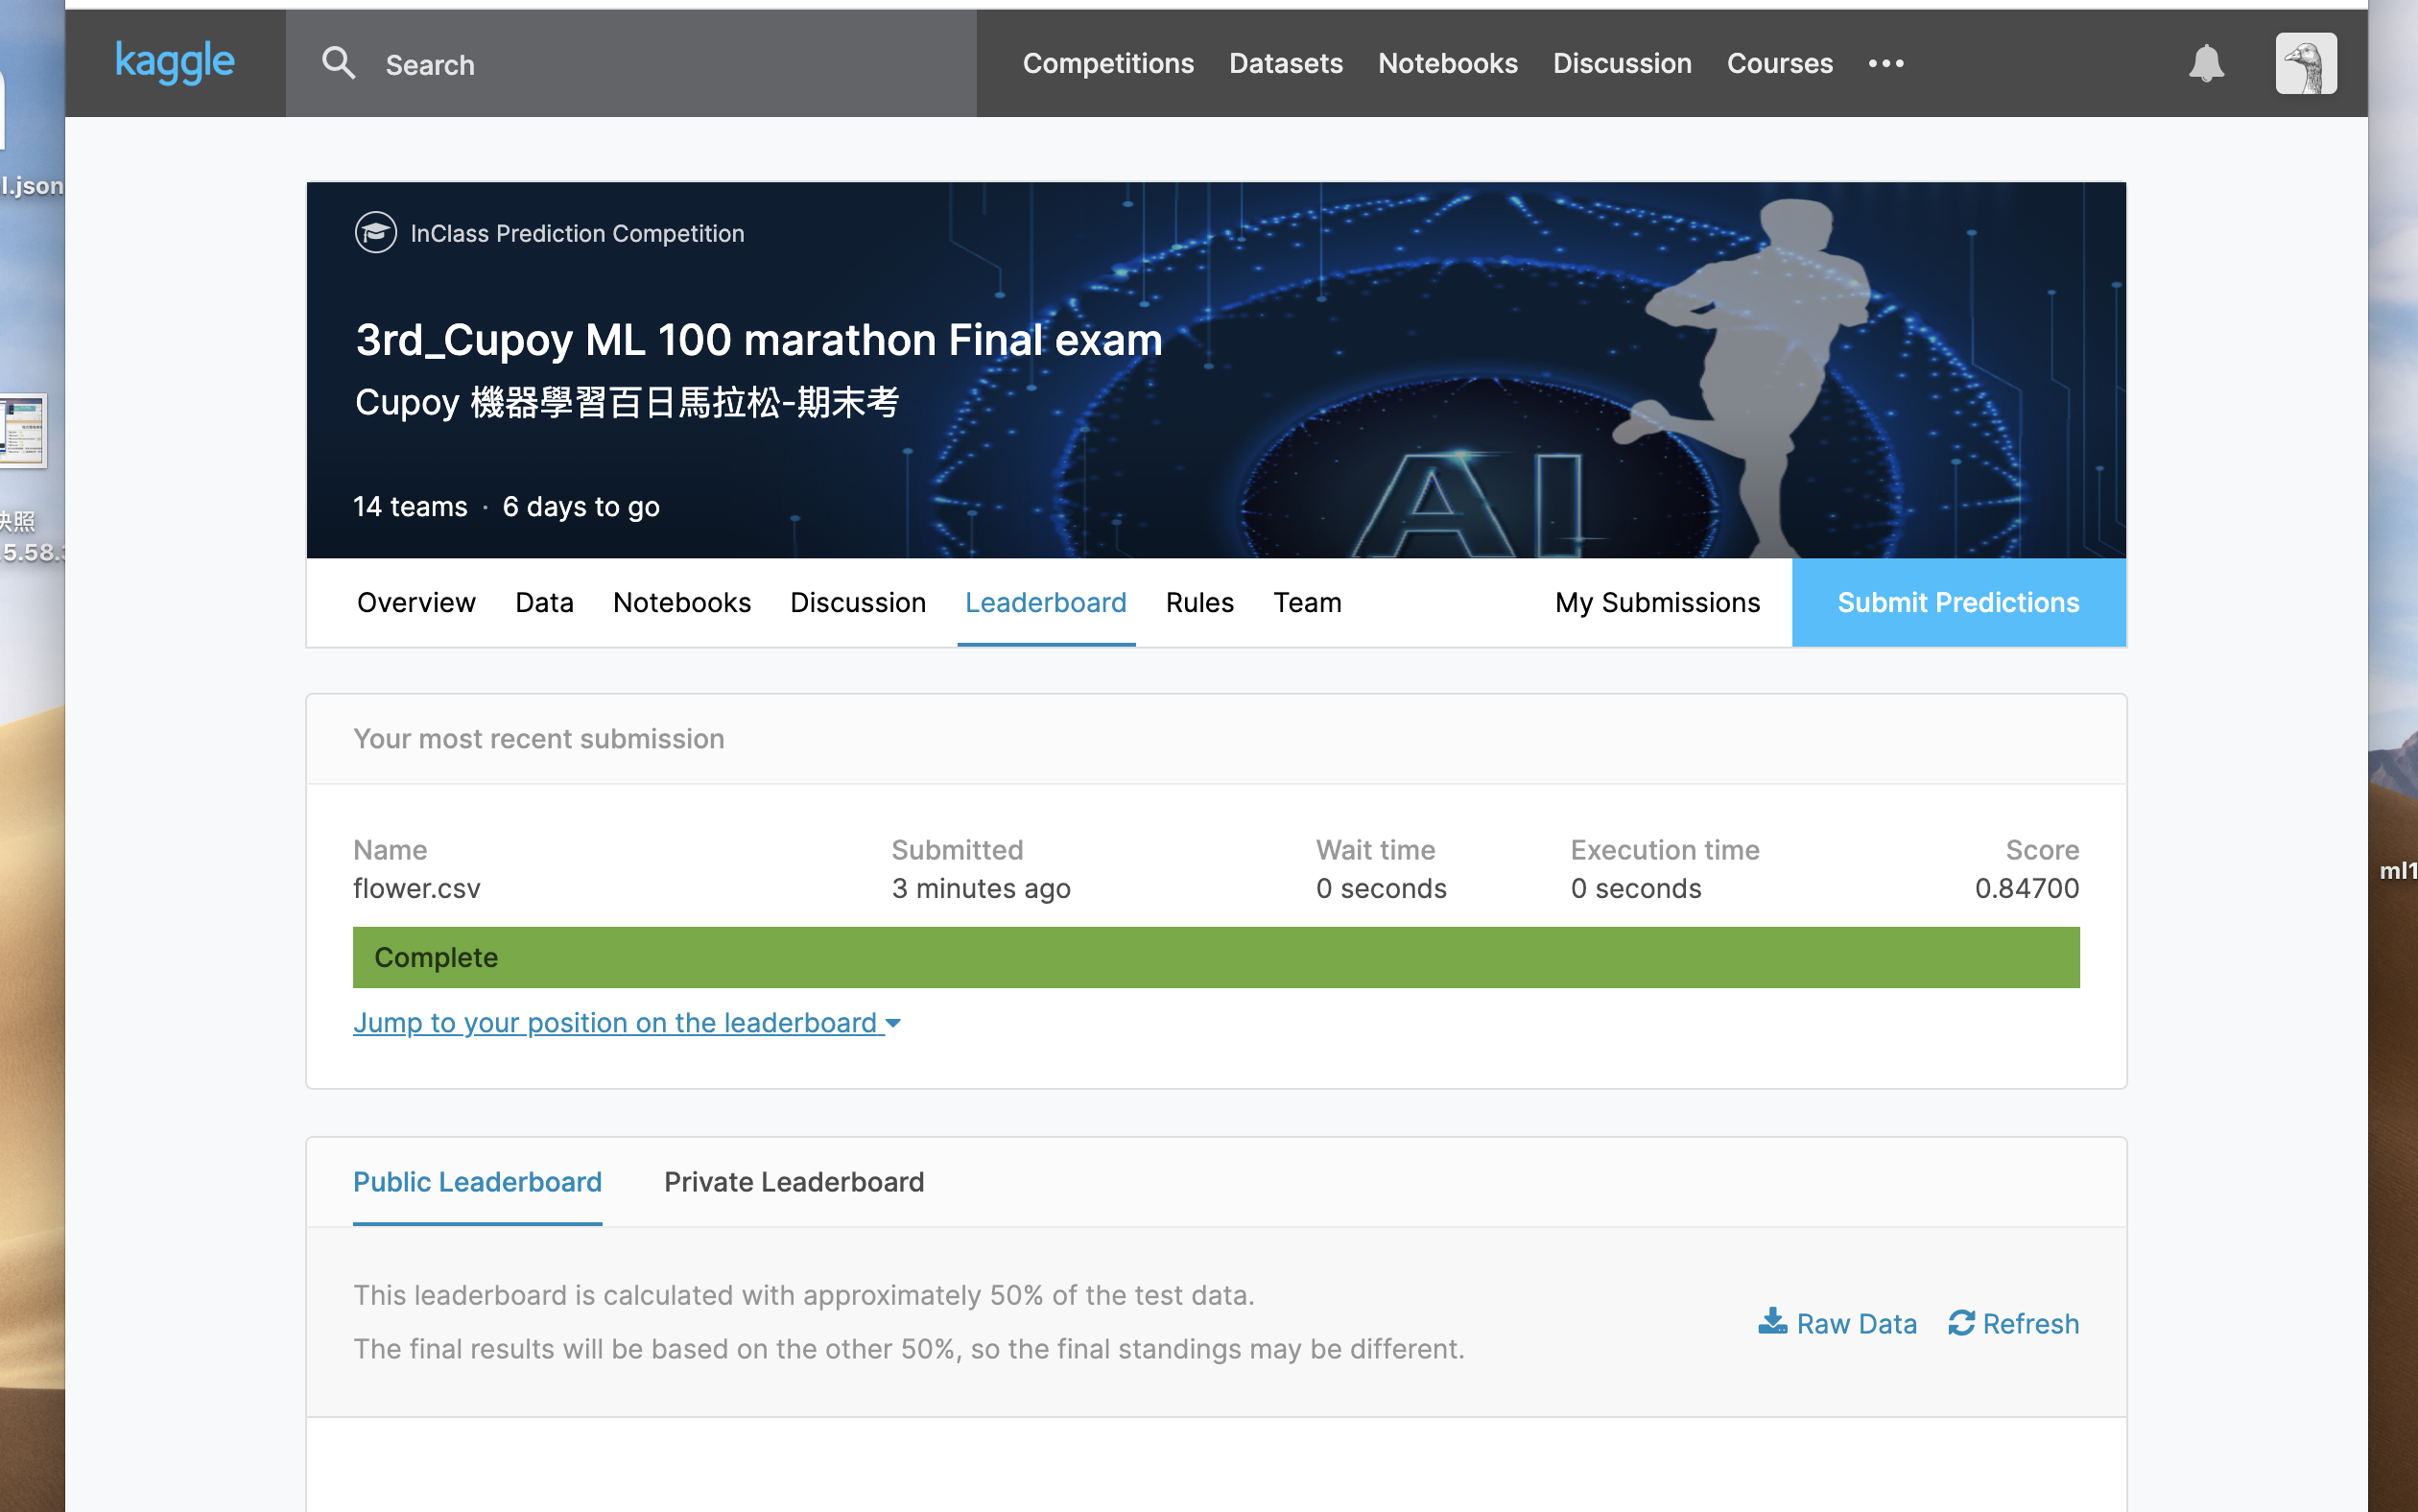 kaggle
Search
Competitions Datasets Notebooks Discussion Courses •••
l.json
InClass Prediction Competition
3rd_Cupoy ML 100 marathon Final exam
Cupoy 機器學習百日馬拉松-期末考
AI
14 teams · 6 days to go
快照
5.58.
Overview Data Notebooks Discussion Leaderboard Rules Team My Submissions Submit Predictions
Your most recent submission
Name Submitted Wait time Execution time Score
flower.csv 3 minutes ago 0 seconds 0 seconds 0.84700
ml1
Complete
Jump to your position on the leaderboard
Public Leaderboard Private Leaderboard
This leaderboard is calculated with approximately 50% of the test data.
Raw Data Refresh
The final results will be based on the other 50%, so the final standings may be different.